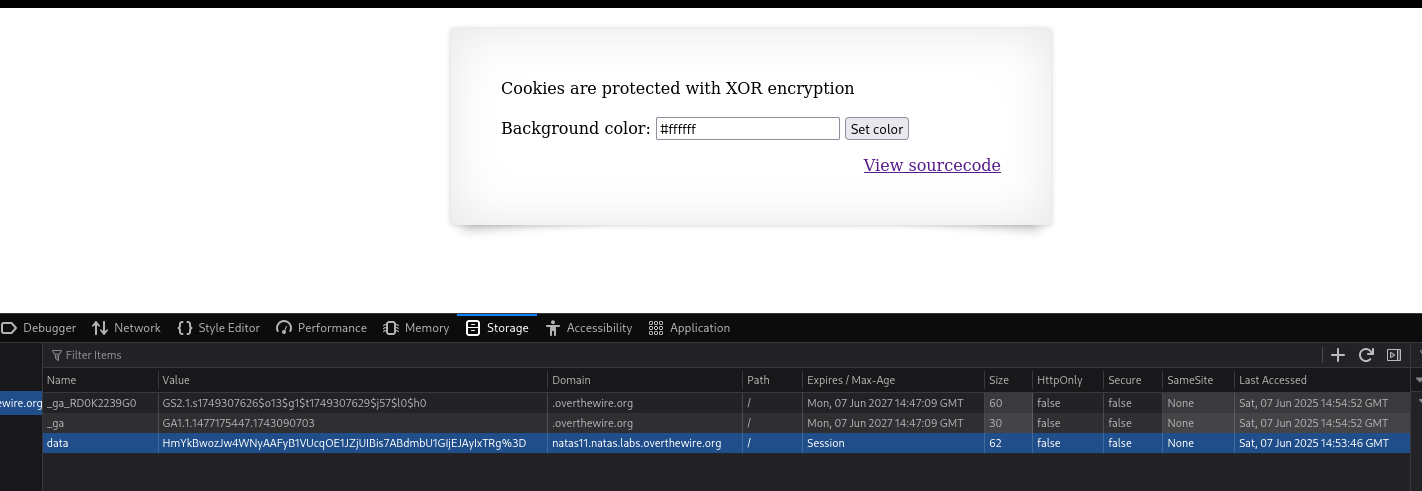 Cookies are protected with XOR encryption
Background color: #ffffff Set color
View sourcecode
Debugger Network Style Editor Performance Memory Storage Accessibility Application
Filter Items
Name Value Domain Path Expires / Max-Age Size HttpOnly Secure SameSite Last Accessed
ewire.org _ga_RD0K2239G0 GS2.1.s1749307626$o13$g1$t1749307629$j57$l0$h0 .overthewire.org / Mon, 07 Jun 2027 14:47:09 GMT 60 false false None Sat, 07 Jun 2025 14:54:52 GMT
_ga GA1.1.1477175447.1743090703 .overthewire.org / Mon, 07 Jun 2027 14:47:09 GMT 30 false false None Sat, 07 Jun 2025 14:54:52 GMT
data HmYkBwozJw4WNyAAFyB1VUcqOE1JZjUIBis7ABdmbU1GIjEJAyIxTRg%3D natas11.natas.labs.overthewire.org / Session 62 false false None Sat, 07 Jun 2025 14:53:46 GMT